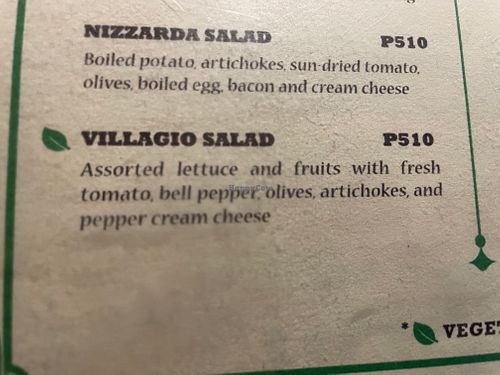 NIZZARDA SALAD P510
Boiled potato, artichokes, sun-dried tomato,
olives, boiled egg, bacon and cream cheese
VILLAGIO SALAD P510
Assorted lettuce and fruits with fresh
tomato, bell pepper, olives, artichokes, and
pepper cream cheese
* VEGET